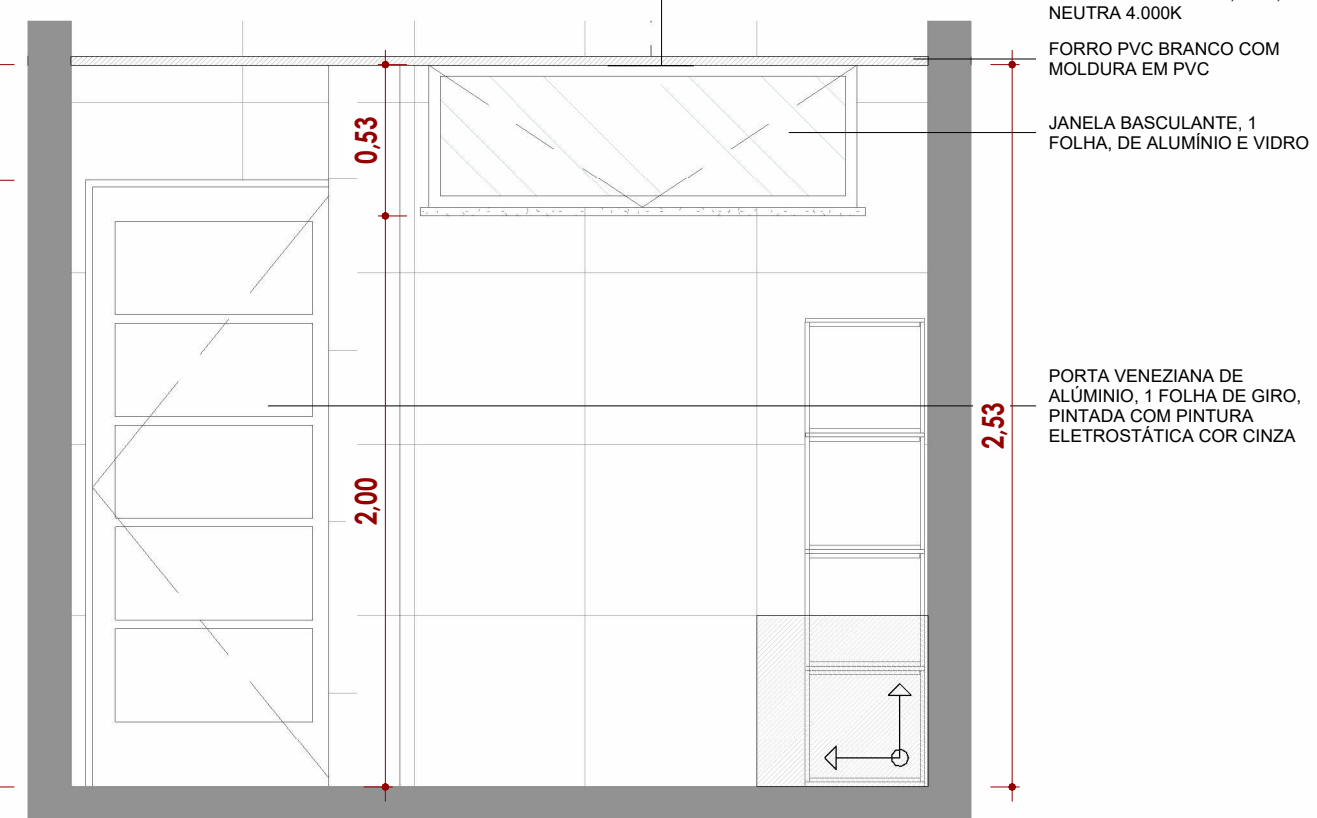 NEUTRA 4.000K
FORRO PVC BRANCO COM
MOLDURA EM PVC
JANELA BASCULANTE, 1
FOLHA, DE ALUMÍNIO E VIDRO
PORTA VENEZIANA DE
ALÚMINIO, 1 FOLHA DE GIRO,
PINTADA COM PINTURA
ELETROSTÁTICA COR CINZA
0,53
2,00
2,53